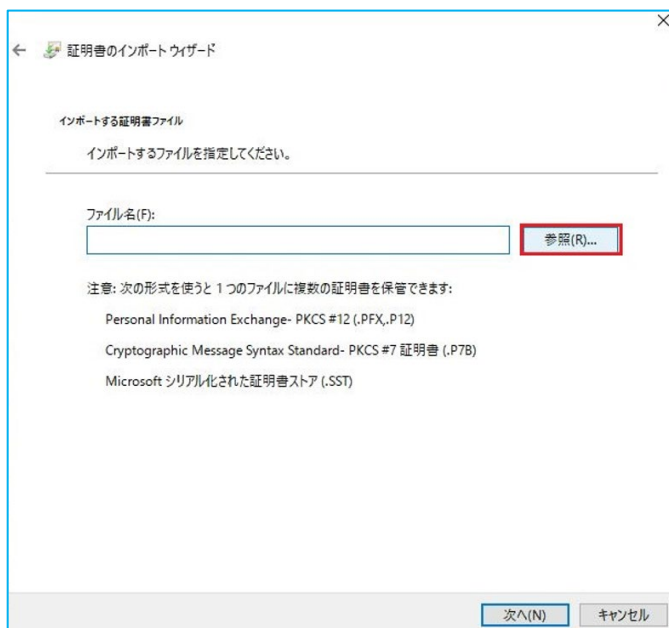 証明書のインポート ウィザード
インポートする証明書ファイル
インポートするファイルを指定してください。
ファイル名(F):
参照(R)...
注意: 次の形式を使うと 1 つのファイルに複数の証明書を保管できます:
Personal Information Exchange- PKCS #12 (.PFX,.P12)
Cryptographic Message Syntax Standard- PKCS #7 証明書 (.P7B)
Microsoft シリアル化された証明書ストア (.SST)
次へ(N) キャンセル